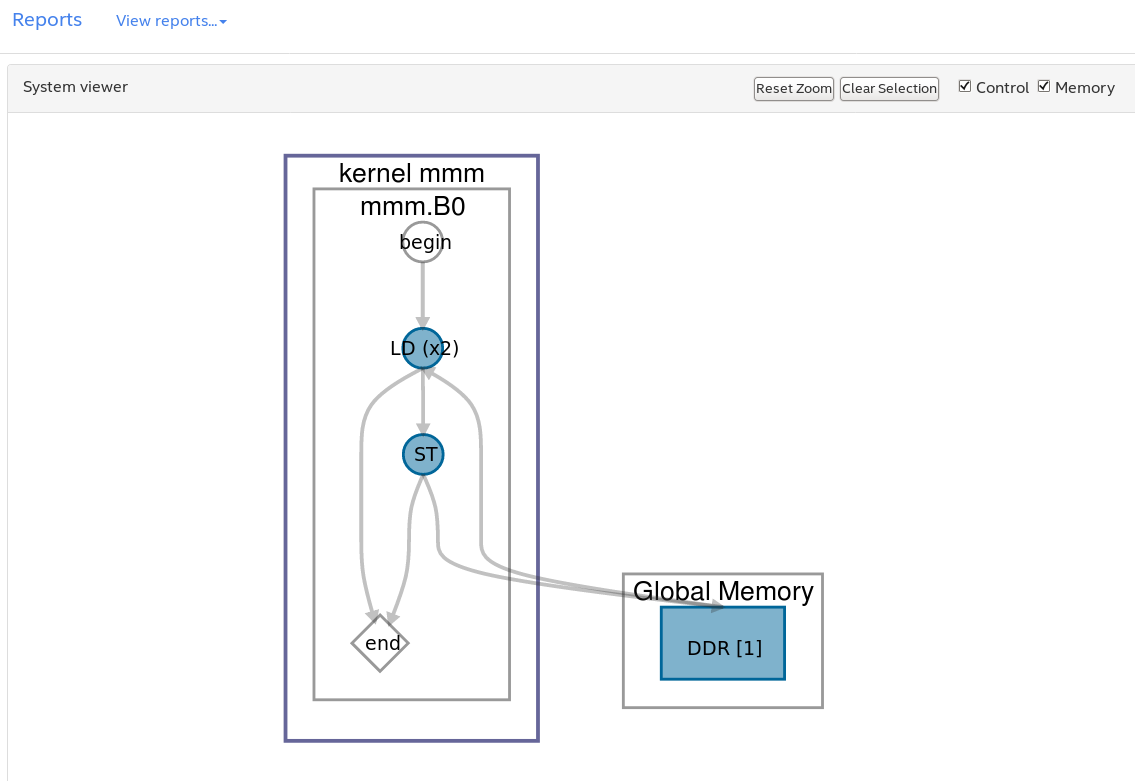 Reports View reports...
System viewer Reset Zoom Clear Selection Control Memory
kernel mmm
mmm.B0
begin
LD (x2)
ST
Global Memory
end
DDR [1]